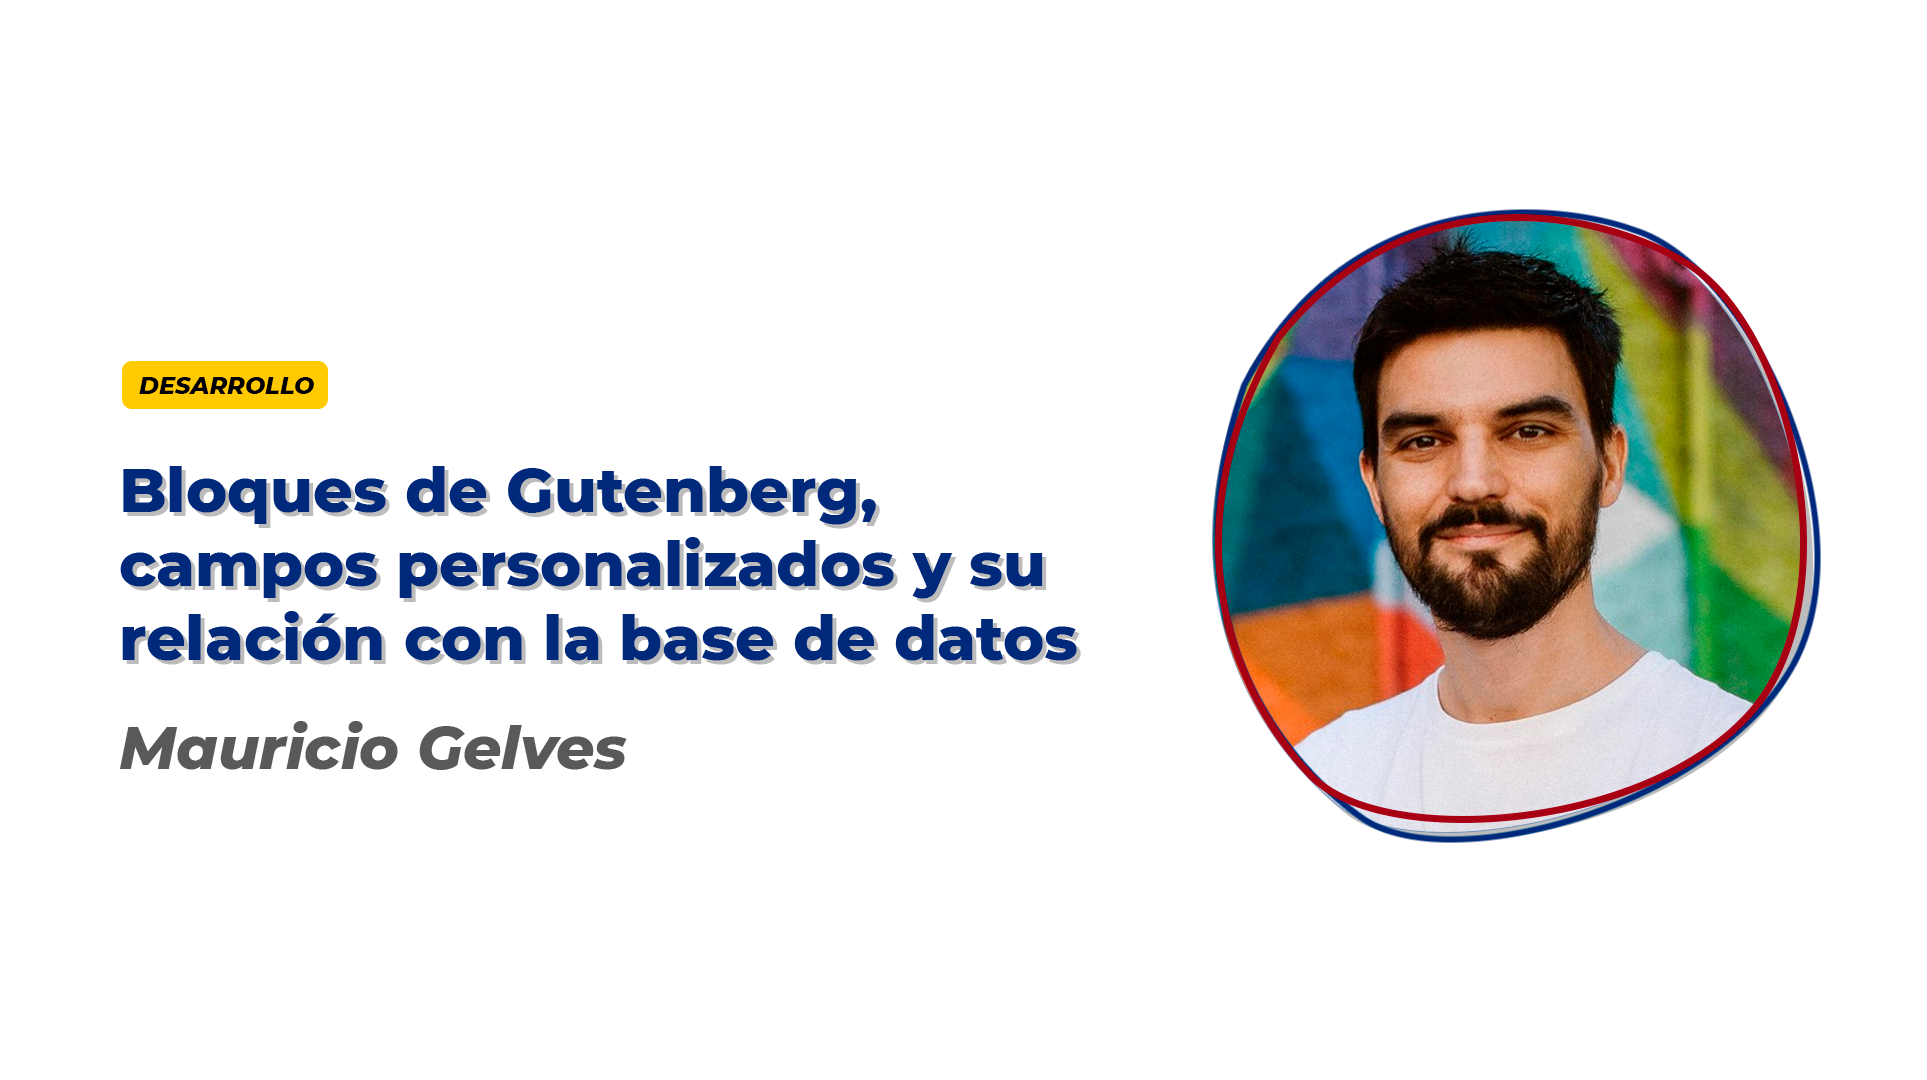 DESARROLLO
Bloques de Gutenberg,
campos personalizados y su
relación con la base de datos
Mauricio Gelves